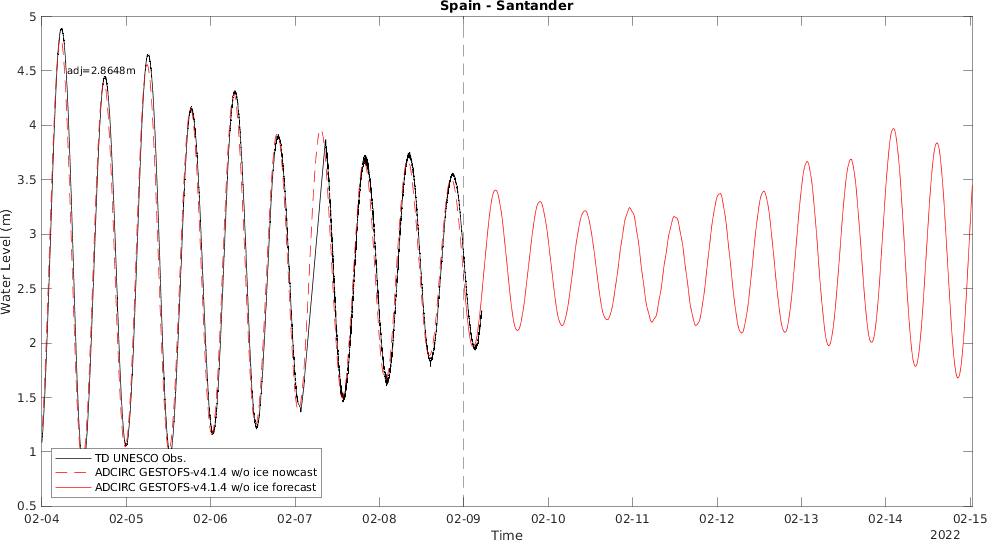 Spain - Santander
5
4.5
4
3.5
3
2.5
2
1.5
1
0.5
Water Level (m)
adj=2.8648m
TD UNESCO Obs.
ADCIRC GESTOFS-v4.1.4 w/o ice nowcast
ADCIRC GESTOFS-v4.1.4 w/o ice forecast
02-04 02-05 02-06 02-07 02-08 02-09 02-10 02-11 02-12 02-13 02-14 02-15
Time
2022